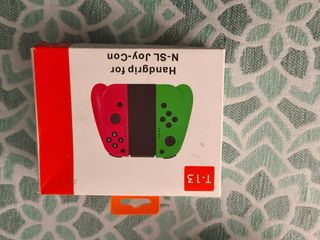 Handgrip for
N-SL Joy-Con
T-13